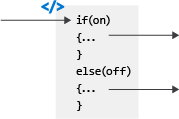 </>
if(on)
{...
}
else(off)
{...
}